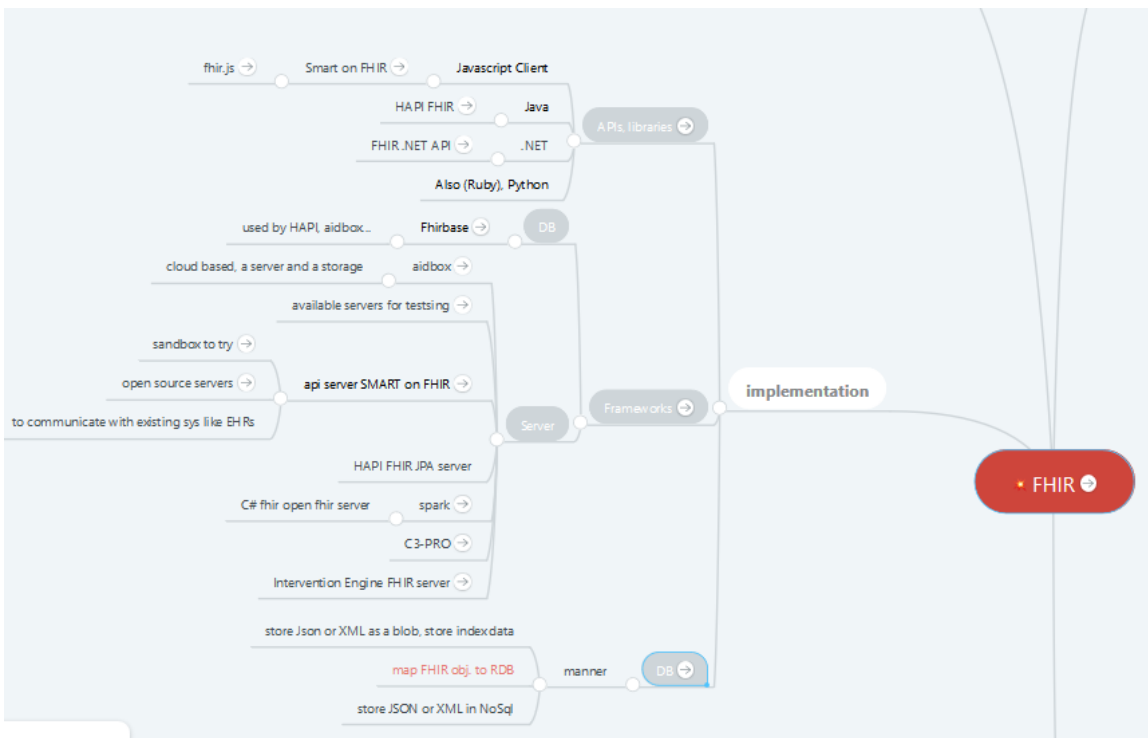 fhir.js
Smart on FHIR
Javascript Client
HAPI FHIR
Java
APIs, libraries
FHIR .NET API
.NET
Also (Ruby), Python
used by HAPI, aidbox...
Fhirbase
DB
cloud based, a server and a storage
aidbox
available servers for testsing
sandbox to try
open source servers
api server SMART on FHIR
to communicate with existing sys like EHRs
Server
Frameworks
implementation
FHIR
HAPI FHIR JPA server
C# fhir open fhir server
spark
C3-PRO
Intervention Engine FHIR server
store Json or XML as a blob, store index data
map FHIR obj. to RDB
manner
DB
store JSON or XML in NoSql